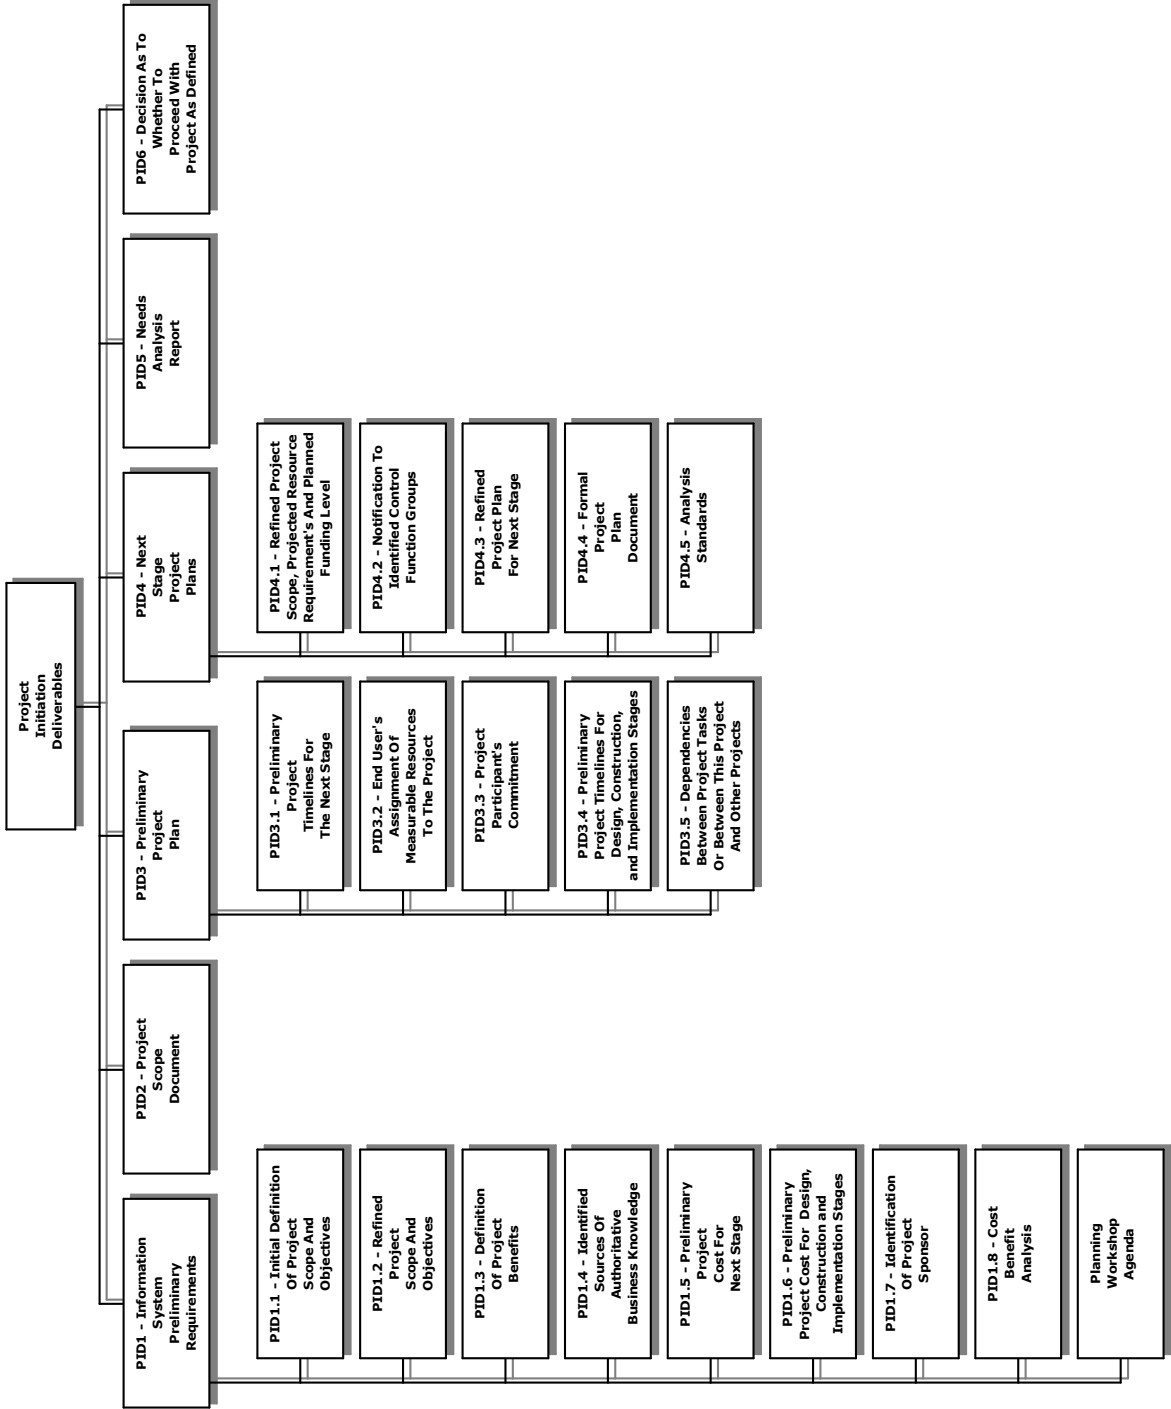 Project
Initiation
Deliverables
PID1 - Information
System
Preliminary
Requirements
PID1.1 - Initial Definition
Of Project
Scope And
Objectives
PID1.2 - Refined
Project
Scope And
Objectives
PID1.3 - Definition
Of Project
Benefits
PID1.4 - Identified
Sources Of
Authoritative
Business Knowledge
PID1.5 - Preliminary
Project
Cost For
Next Stage
PID1.6 - Preliminary
Project Cost For Design,
Construction and
Implementation Stages
PID1.7 - Identification
Of Project
Sponsor
PID1.8 - Cost
Benefit
Analysis
Planning
Workshop
Agenda
PID2 - Project
Scope
Document
PID3 - Preliminary
Project
Plan
PID3.1 - Preliminary
Project
Timelines For
The Next Stage
PID3.2 - End User's
Assignment Of
Measurable Resources
To The Project
PID3.3 - Project
Participant's
Commitment
PID3.4 - Preliminary
Project Timelines For
Design, Construction,
and Implementation Stages
PID3.5 - Dependencies
Between Project Tasks
Or Between This Project
And Other Projects
PID4 - Next
Stage
Project
Plans
PID4.1 - Refined Project
Scope, Projected Resource
Requirement's And Planned
Funding Level
PID4.2 - Notification To
Identified Control
Function Groups
PID4.3 - Refined
Project Plan
For Next Stage
PID4.4 - Formal
Project
Plan
Document
PID4.5 - Analysis
Standards
PID5 - Needs
Analysis
Report
PID6 - Decision As To
Whether To
Proceed With
Project As Defined